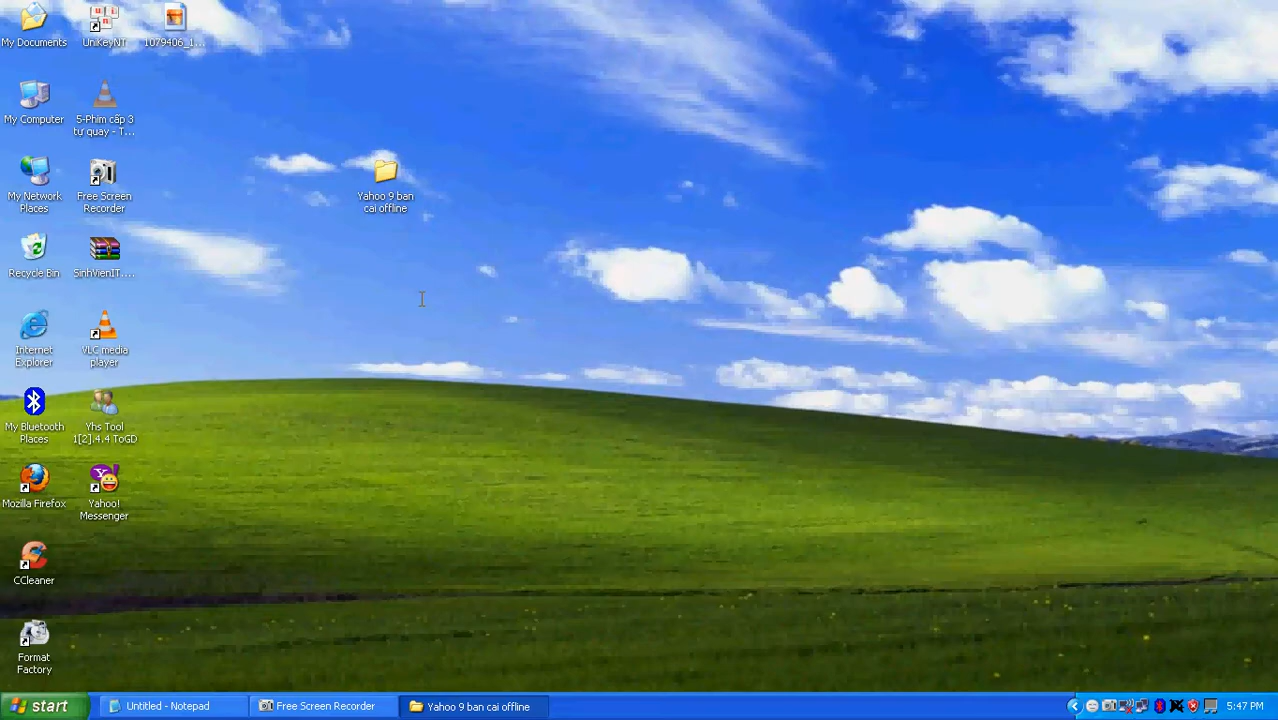 My Documents
UniKeyNT
1079406_1...
My Computer
5-Phim cấp 3
tự quay - T...
My Network
Places
Free Screen
Recorder
Yahoo 9 ban
cai offline
Recycle Bin
SinhVienIT....
Internet
Explorer
VLC media
player
My Bluetooth
Places
Yhs Tool
1[2].4.4 ToGD
Mozilla Firefox
Yahoo!
Messenger
CCleaner
Format
Factory
start
Untitled - Notepad
Free Screen Recorder
Yahoo 9 ban cai offline
5:47 PM